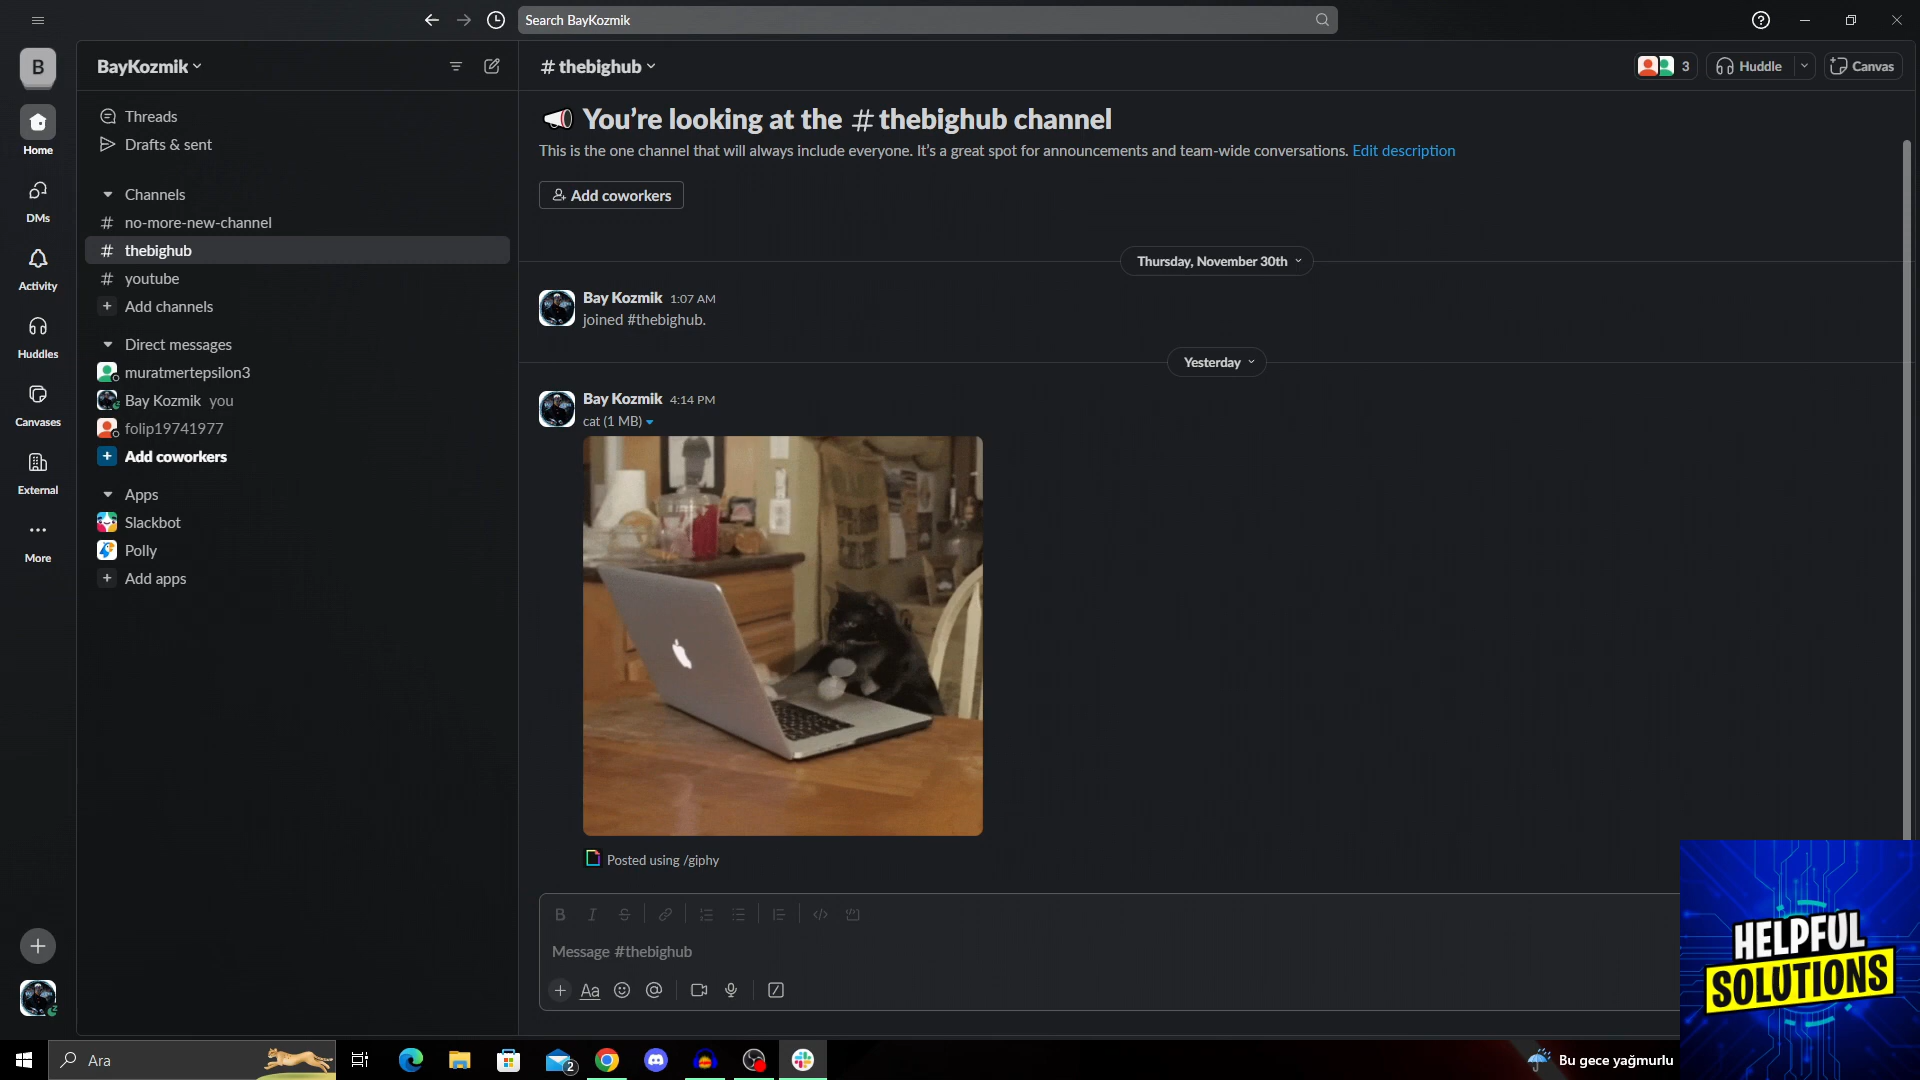 Search BayKozmik
B
BayKozmik
Home
DMs
Activity
Huddles
Canvases
External
More
Threads
Drafts & sent
Channels
# no-more-new-channel
# thebighub
# youtube
+ Add channels
Direct messages
muratmertepsilon3
Bay Kozmik you
folip19741977
+ Add coworkers
Apps
Slackbot
Polly
+ Add apps
# thebighub
3
Huddle
Canvas
You’re looking at the # thebighub channel
This is the one channel that will always include everyone. It’s a great spot for announcements and team-wide conversations. Edit description
Add coworkers
Thursday, November 30th
Bay Kozmik 1:07 AM
joined #thebighub.
Yesterday
Bay Kozmik 4:14 PM
cat (1 MB)
Posted using /giphy
B I S
Message #thebighub
+ Aa @
HELPFUL
SOLUTIONS
Ara
2
Bu gece yağmurlu